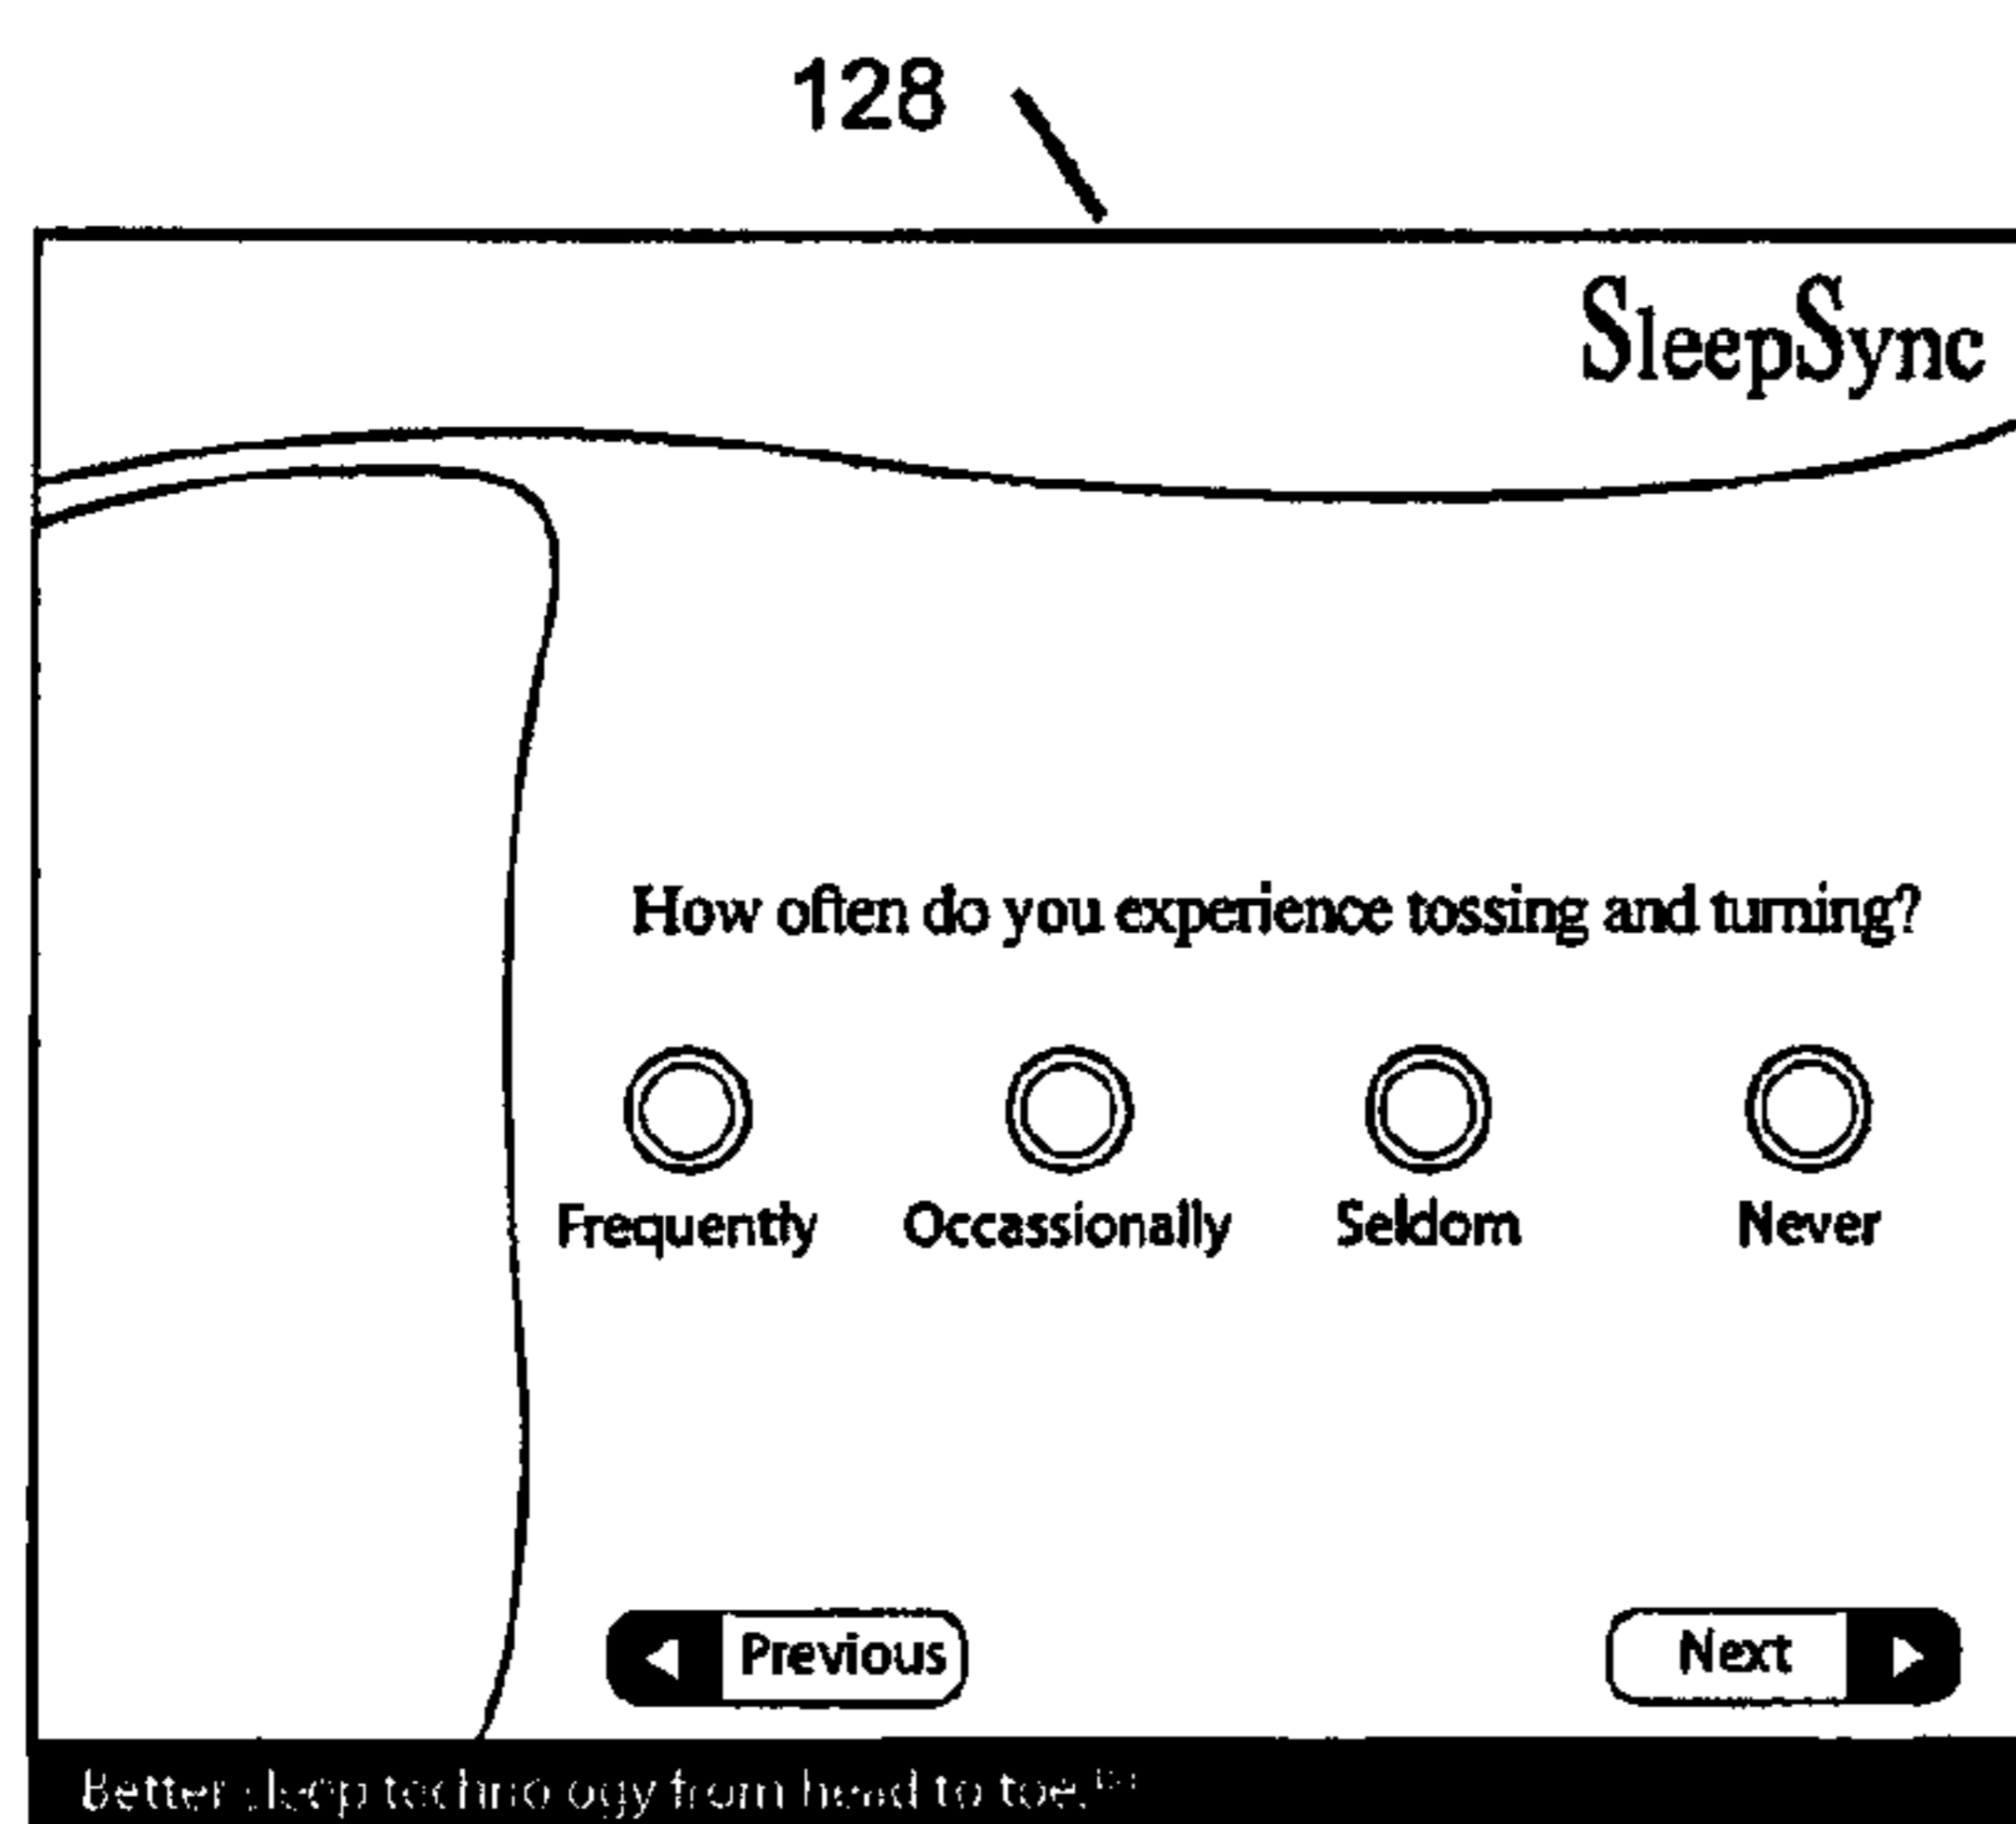 128
SleepSync
How often do you experience tossing and turning?
Frequently Occassionally Seldom Never
Previous Next
Better sleep technology from head to toe.